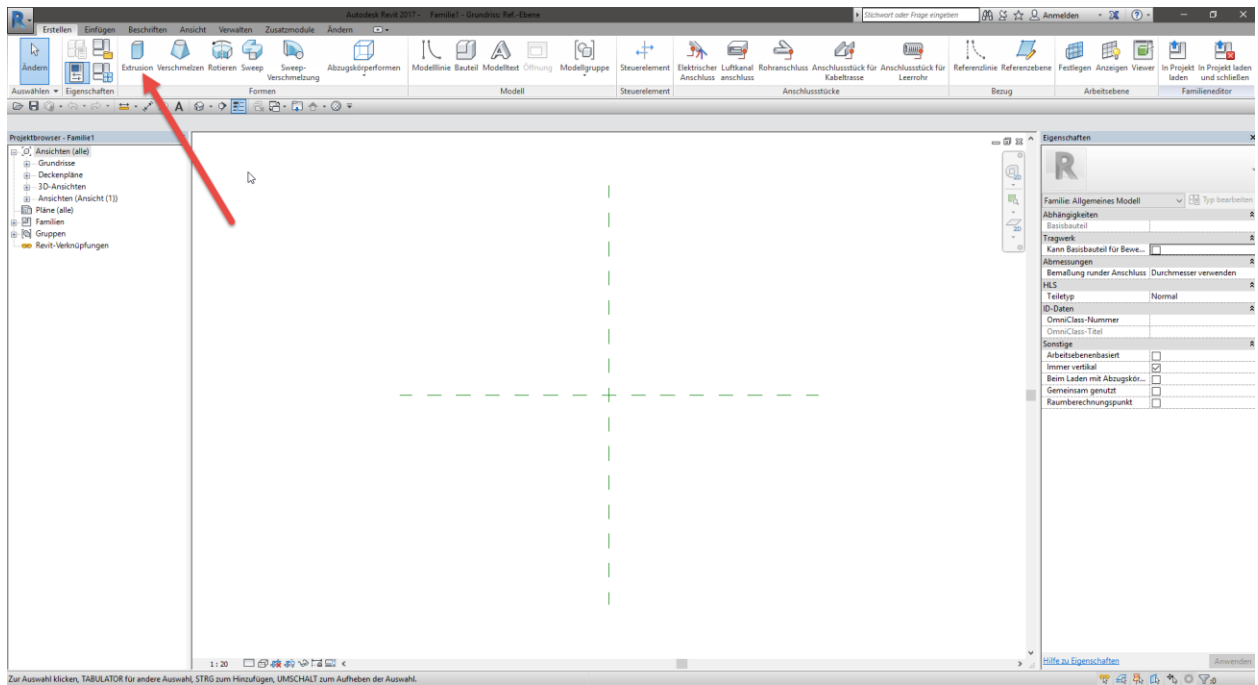 Autodesk Revit 2017 - Familie1 - Grundriss: Ref.-Ebene
Stichwort oder Frage eingeben
Anmelden
Erstellen Einfügen Beschriften Ansicht Verwalten Zusatzmodule Ändern
Ändern
Extrusion Verschmelzen Rotieren Sweep Sweep-Verschmelzung Abzugskörperformen
Modelllinie Bauteil Modelltext Öffnung Modellgruppe
Steuerelement
Elektrischer Anschluss Luftkanal anschluss Rohranschluss Anschlussstück für Kabeltrasse Anschlussstück für Leerrohr
Referenzlinie Referenzebene
Festlegen Anzeigen Viewer
In Projekt laden In Projekt laden und schließen
Auswählen Eigenschaften Formen Modell Steuerelement Anschlussstücke Bezug Arbeitsebene Familieneditor
Projektbrowser - Familie1
Ansichten (alle)
Grundrisse
Deckenpläne
3D-Ansichten
Ansichten (Ansicht (1))
Pläne (alle)
Familien
Gruppen
Revit-Verknüpfungen
Eigenschaften
Familie: Allgemeines Modell
Typ bearbeiten
Abhängigkeiten
Basisbauteil
Tragwerk
Kann Basisbauteil für Bewe...
Abmessungen
Bemaßung runder Anschluss Durchmesser verwenden
HLS
Teiletyp Normal
ID-Daten
OmniClass-Nummer
OmniClass-Titel
Sonstige
Arbeitsebenenbasiert
Immer vertikal
Beim Laden mit Abzugskör...
Gemeinsam genutzt
Raumberechnungspunkt
Hilfe zu Eigenschaften
Anwenden
1 : 20
Zur Auswahl klicken, TABULATOR für andere Auswahl, STRG zum Hinzufügen, UMSCHALT zum Aufheben der Auswahl.
:0